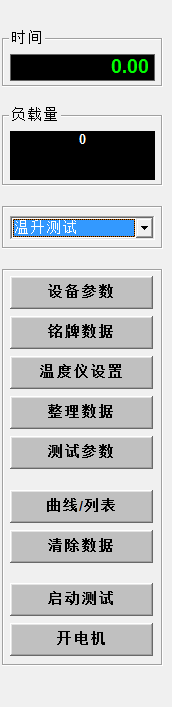 时间
0.00
负载量
0
温升测试
设备参数
铭牌数据
温度仪设置
整理数据
测试参数
曲线/列表
清除数据
启动测试
开电机